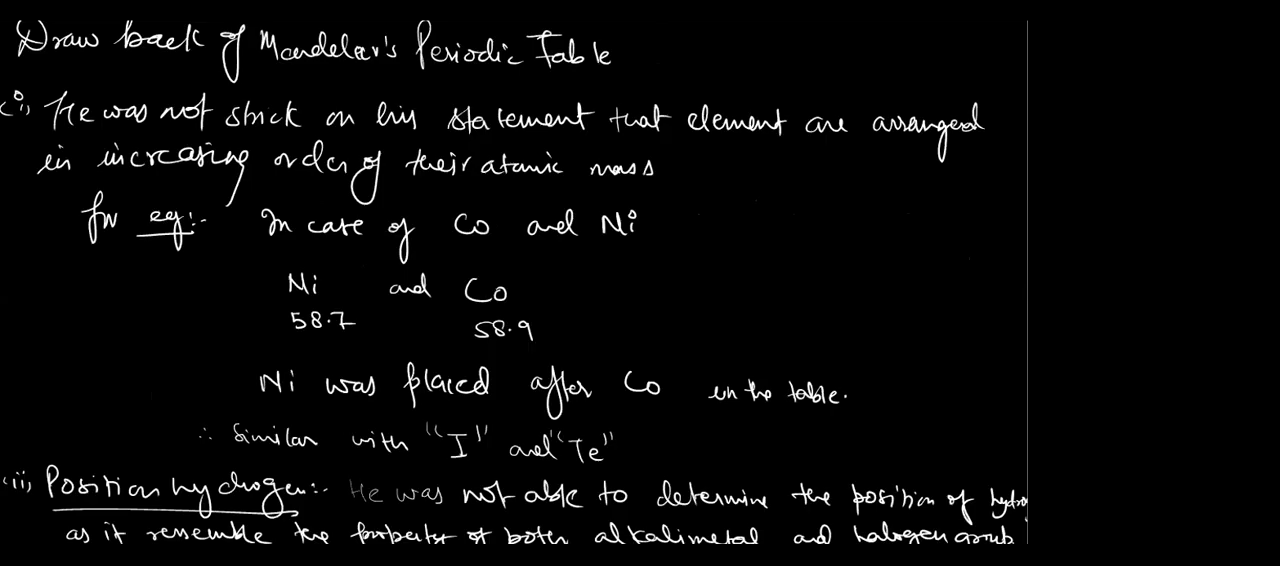 Draw back of Mandelav's Periodic Table
(i) He was not strick on his statement that element are arranged
in increasing order of their atomic mass
for eg:- In case of Co and Ni
Ni and Co
58.7 58.9
Ni was placed after Co in the table.
∴ Similar with "I" and "Te"
(ii) Position hydrogen:- He was not able to determine the position of hydro
as it resemble the property of both alkalimetal and halogen group